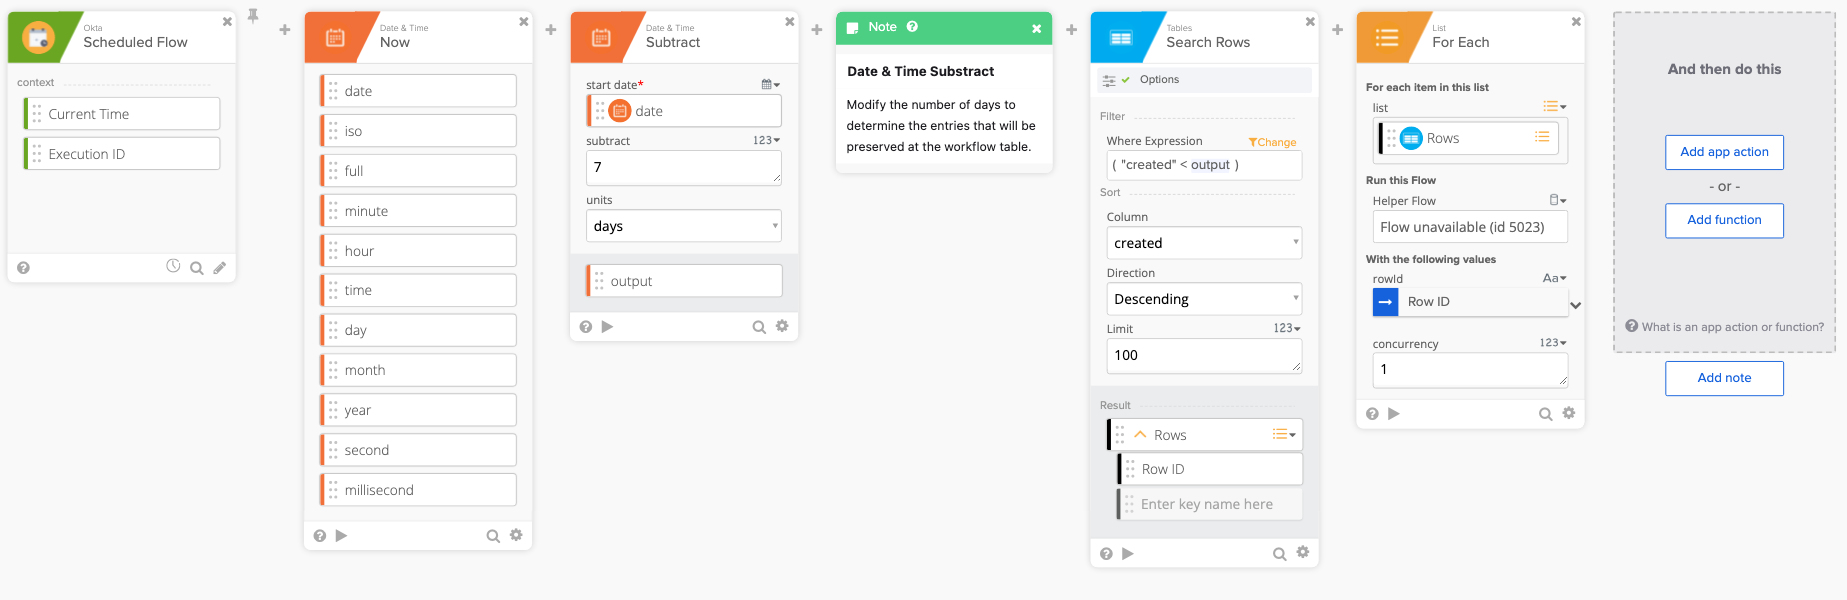 Okta
Scheduled Flow
context
Current Time
Execution ID
Date & Time
Now
date
iso
full
minute
hour
time
day
month
year
second
millisecond
Date & Time
Subtract
start date*
date
subtract
123
7
units
days
output
Note
Date & Time Substract
Modify the number of days to
determine the entries that will be
preserved at the workflow table.
Tables
Search Rows
Options
Filter
Where Expression
Change
( "created" < output )
Sort
Column
created
Direction
Descending
Limit
123
100
Result
Rows
Row ID
Enter key name here
List
For Each
For each item in this list
list
Rows
Run this Flow
Helper Flow
Flow unavailable (id 5023)
With the following values
rowId
Aa
Row ID
concurrency
123
1
And then do this
Add app action
- or -
Add function
What is an app action or function?
Add note